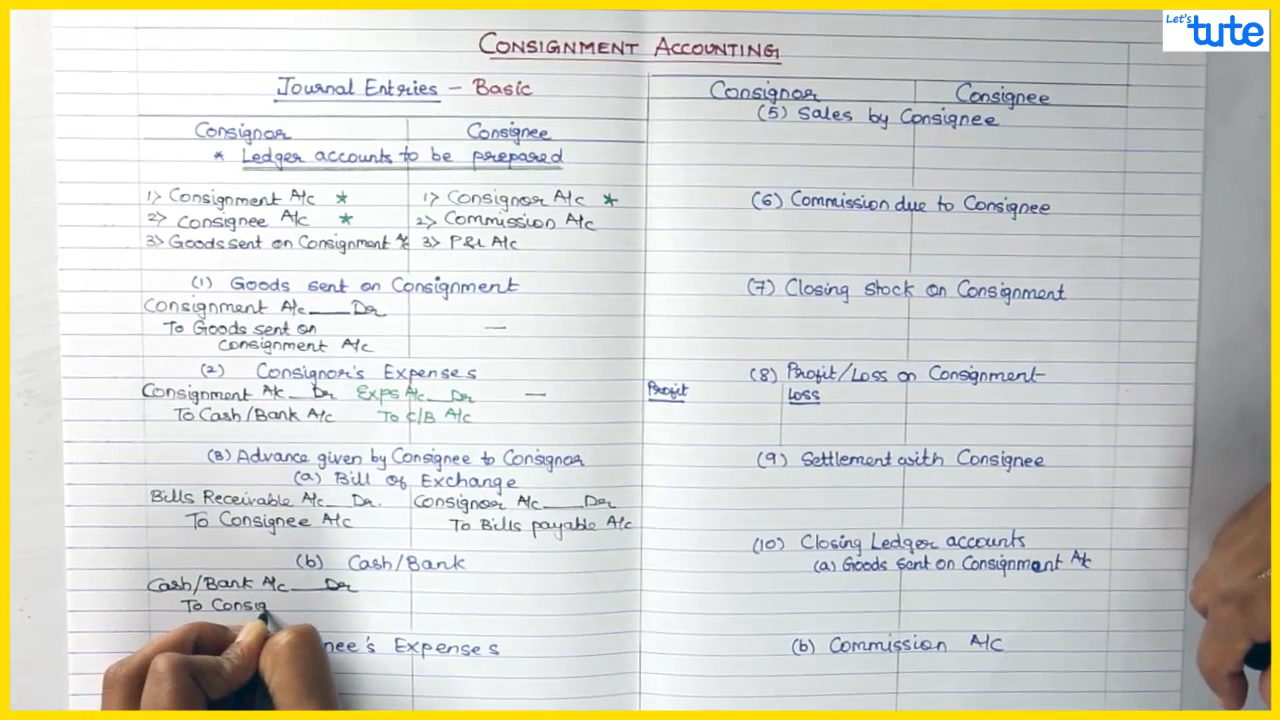 Let's tute
CONSIGNMENT ACCOUNTING
Journal Entries – Basic
Consignor Consignee
* Ledger accounts to be prepared
1> Consignment A/c * 1> Consignor A/c *
2> Consignee A/c * 2> Commission A/c
3> Goods sent on Consignment A/c 3> P&L A/c
(1) Goods sent on Consignment
Consignment A/c ___ Dr
To Goods sent on —
Consignment A/c
(2) Consignor's Expenses
Consignment A/c __ Dr Exps A/c __ Dr —
To Cash/Bank A/c To C/B A/c
(3) Advance given by Consignee to Consignor
(a) Bill of Exchange
Bills Receivable A/c __ Dr. Consignor A/c ___ Dr
To Consignee A/c To Bills payable A/c
(b) Cash/Bank
Cash/Bank A/c ___ Dr
To Consig
nee's Expenses
Consignor Consignee
(5) Sales by Consignee
(6) Commission due to Consignee
(7) Closing stock on Consignment
(8) Profit/Loss on Consignment
Profit Loss
(9) Settlement with Consignee
(10) Closing Ledger accounts
(a) Goods sent on Consignment A/c
(b) Commission A/c